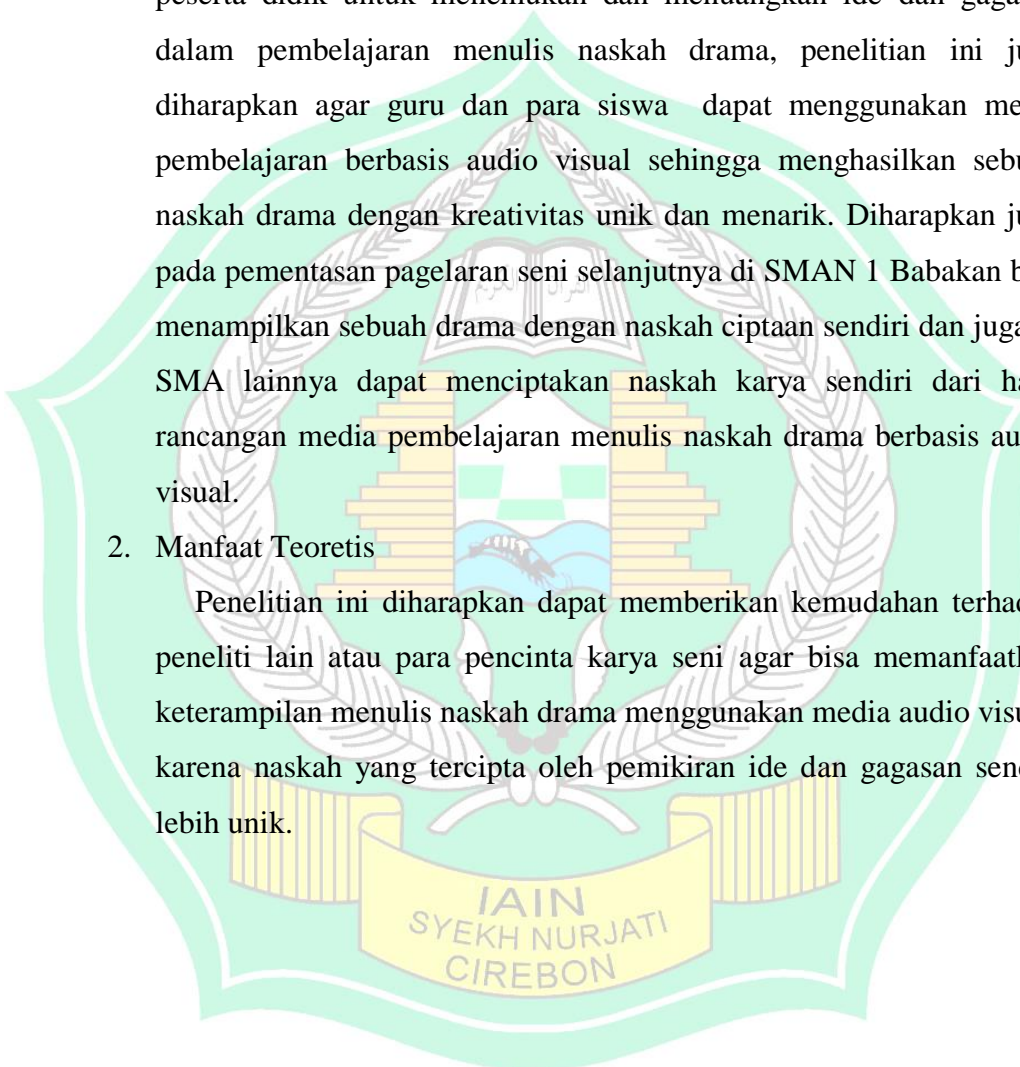 dalam pembelajaran menulis naskah drama, penelitian ini
diharapkan agar guru dan para siswa dapat menggunakan
pembelajaran berbasis audio visual sehingga menghasilkan
naskah drama dengan kreativitas unik dan menarik. Diharapkan
pada pementasan pagelaran seni selanjutnya di SMAN 1 Babakan
menampilkan sebuah drama dengan naskah ciptaan sendiri dan juga
SMA lainnya dapat menciptakan naskah karya sendiri dari
rancangan media pembelajaran menulis naskah drama berbasis
visual.
2. Manfaat Teoretis
Penelitian ini diharapkan dapat memberikan kemudahan
peneliti lain atau para pencinta karya seni agar bisa
keterampilan menulis naskah drama menggunakan media audio
karena naskah yang tercipta oleh pemikiran ide dan gagasan
lebih unik.
IAIN
SYEKH NURJATI
CIREBON